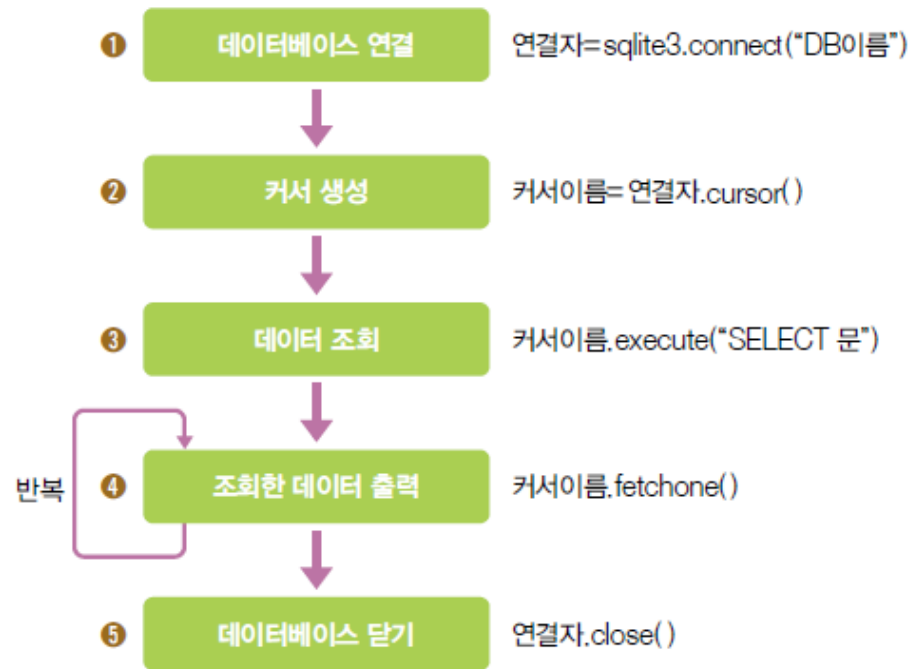 ❶ 데이터베이스 연결 연결자=sqlite3.connect(“DB이름”)
❷ 커서 생성 커서이름=연결자.cursor()
❸ 데이터 조회 커서이름.execute(“SELECT 문”)
반복 ❹ 조회한 데이터 출력 커서이름.fetchone()
❺ 데이터베이스 닫기 연결자.close()